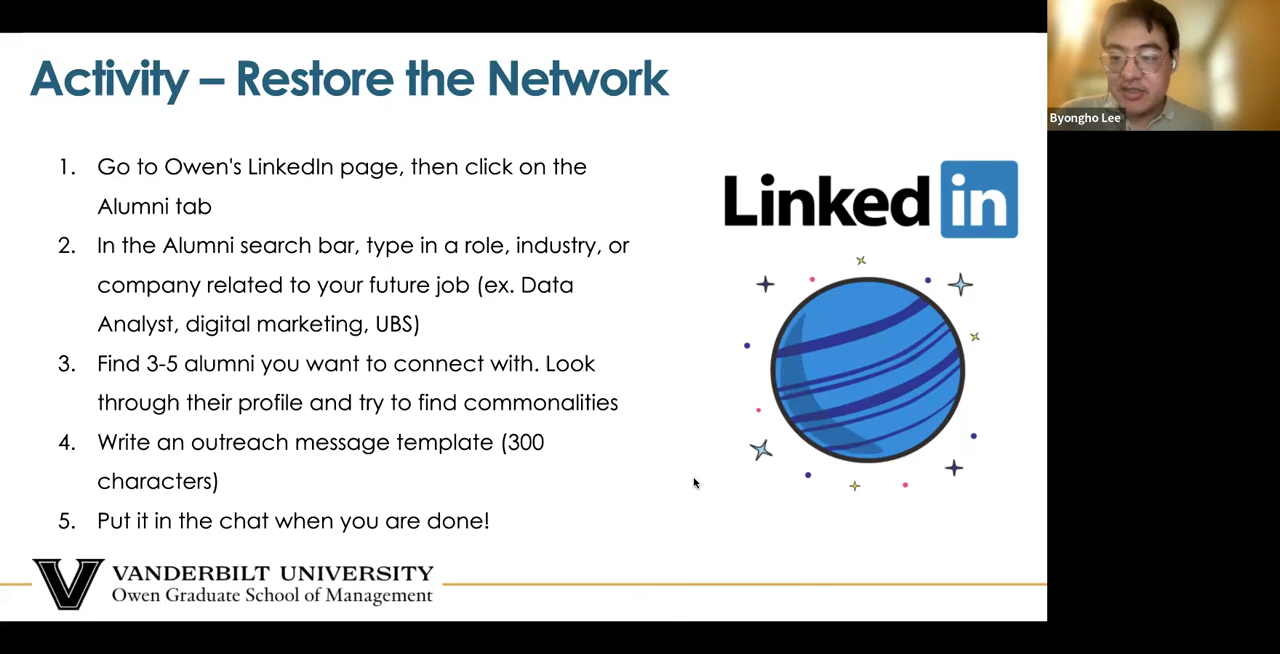 Activity – Restore the Network
1. Go to Owen's LinkedIn page, then click on the
Alumni tab
2. In the Alumni search bar, type in a role, industry, or
company related to your future job (ex. Data
Analyst, digital marketing, UBS)
3. Find 3-5 alumni you want to connect with. Look
through their profile and try to find commonalities
4. Write an outreach message template (300
characters)
5. Put it in the chat when you are done!
Linked in
VANDERBILT UNIVERSITY
Owen Graduate School of Management
Byongho Lee